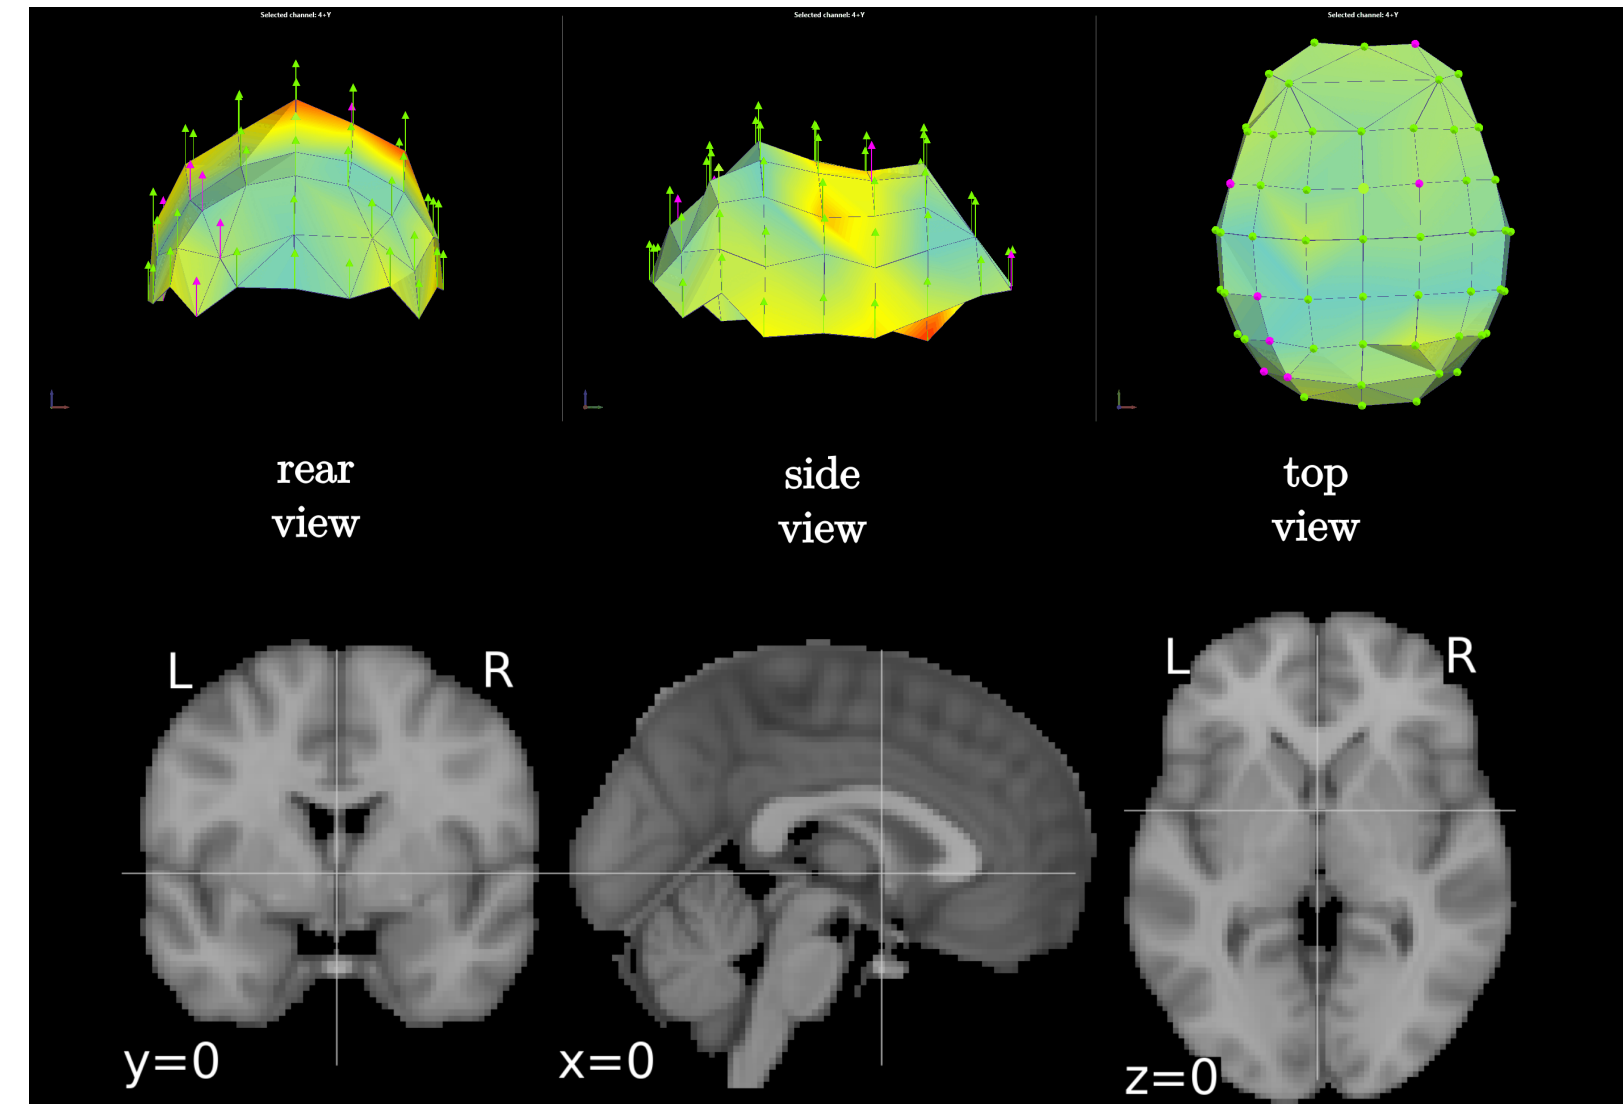 Selected channel: 4+Y
Selected channel: 4+Y
Selected channel: 4+Y
rear
view
side
view
top
view
L
R
L
R
y=0
x=0
z=0